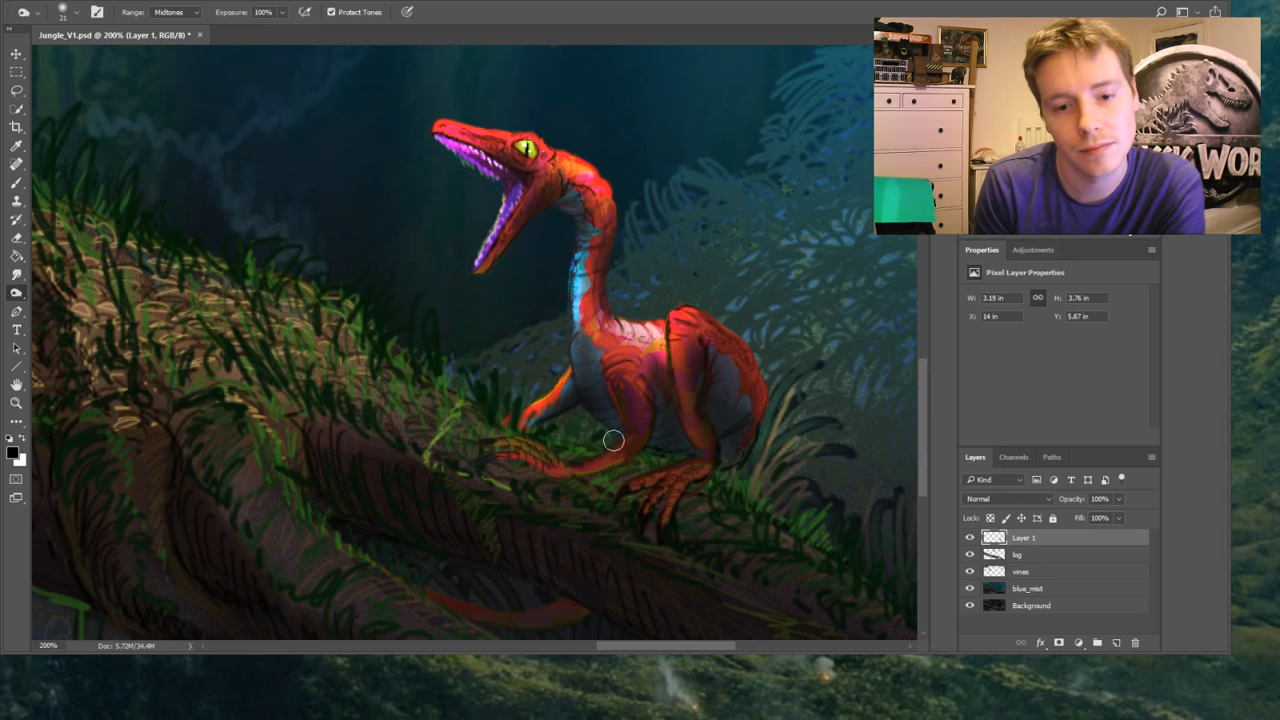 21
Range: Midtones
Exposure: 100%
Protect Tones
Jungle_V1.psd @ 200% (Layer 1, RGB/8) *
Properties
Adjustments
Pixel Layer Properties
W: 3.19 in
H: 3.76 in
X: 14 in
Y: 5.87 in
Layers
Channels
Paths
Kind
Normal
Opacity: 100%
Lock:
Fill: 100%
Layer 1
log
vines
blue_mist
Background
fx
200%
Doc: 5.72M/34.4M